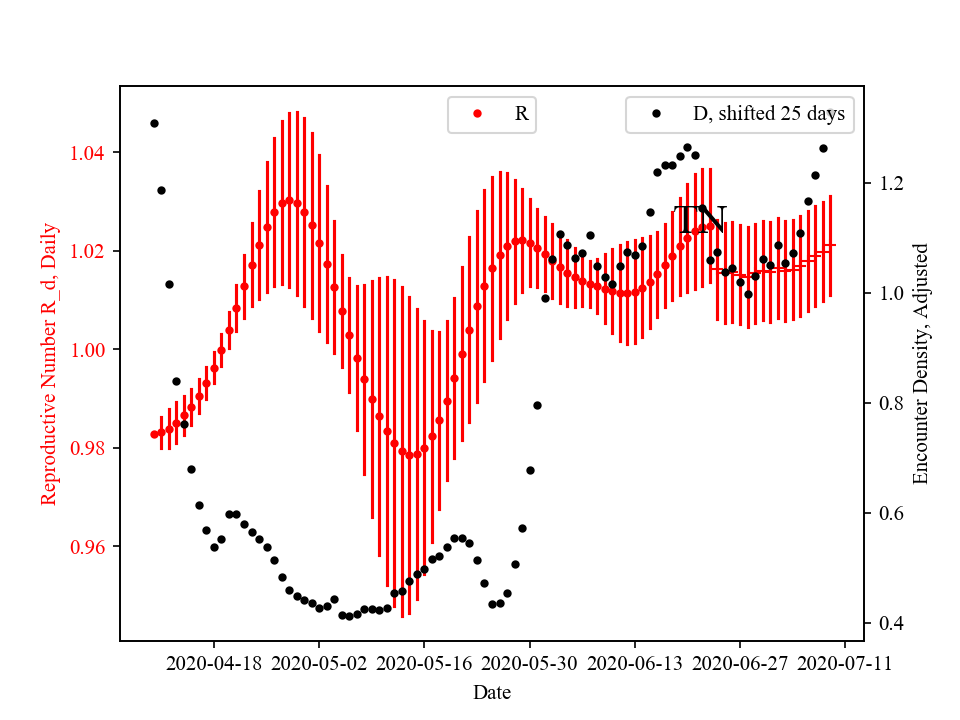 R
D, shifted 25 days
TN
Reproductive Number R_d, Daily
1.04
1.02
1.00
0.98
0.96
1.2
1.0
0.8
0.6
0.4
Encounter Density, Adjusted
2020-04-18 2020-05-02 2020-05-16 2020-05-30 2020-06-13 2020-06-27 2020-07-11
Date